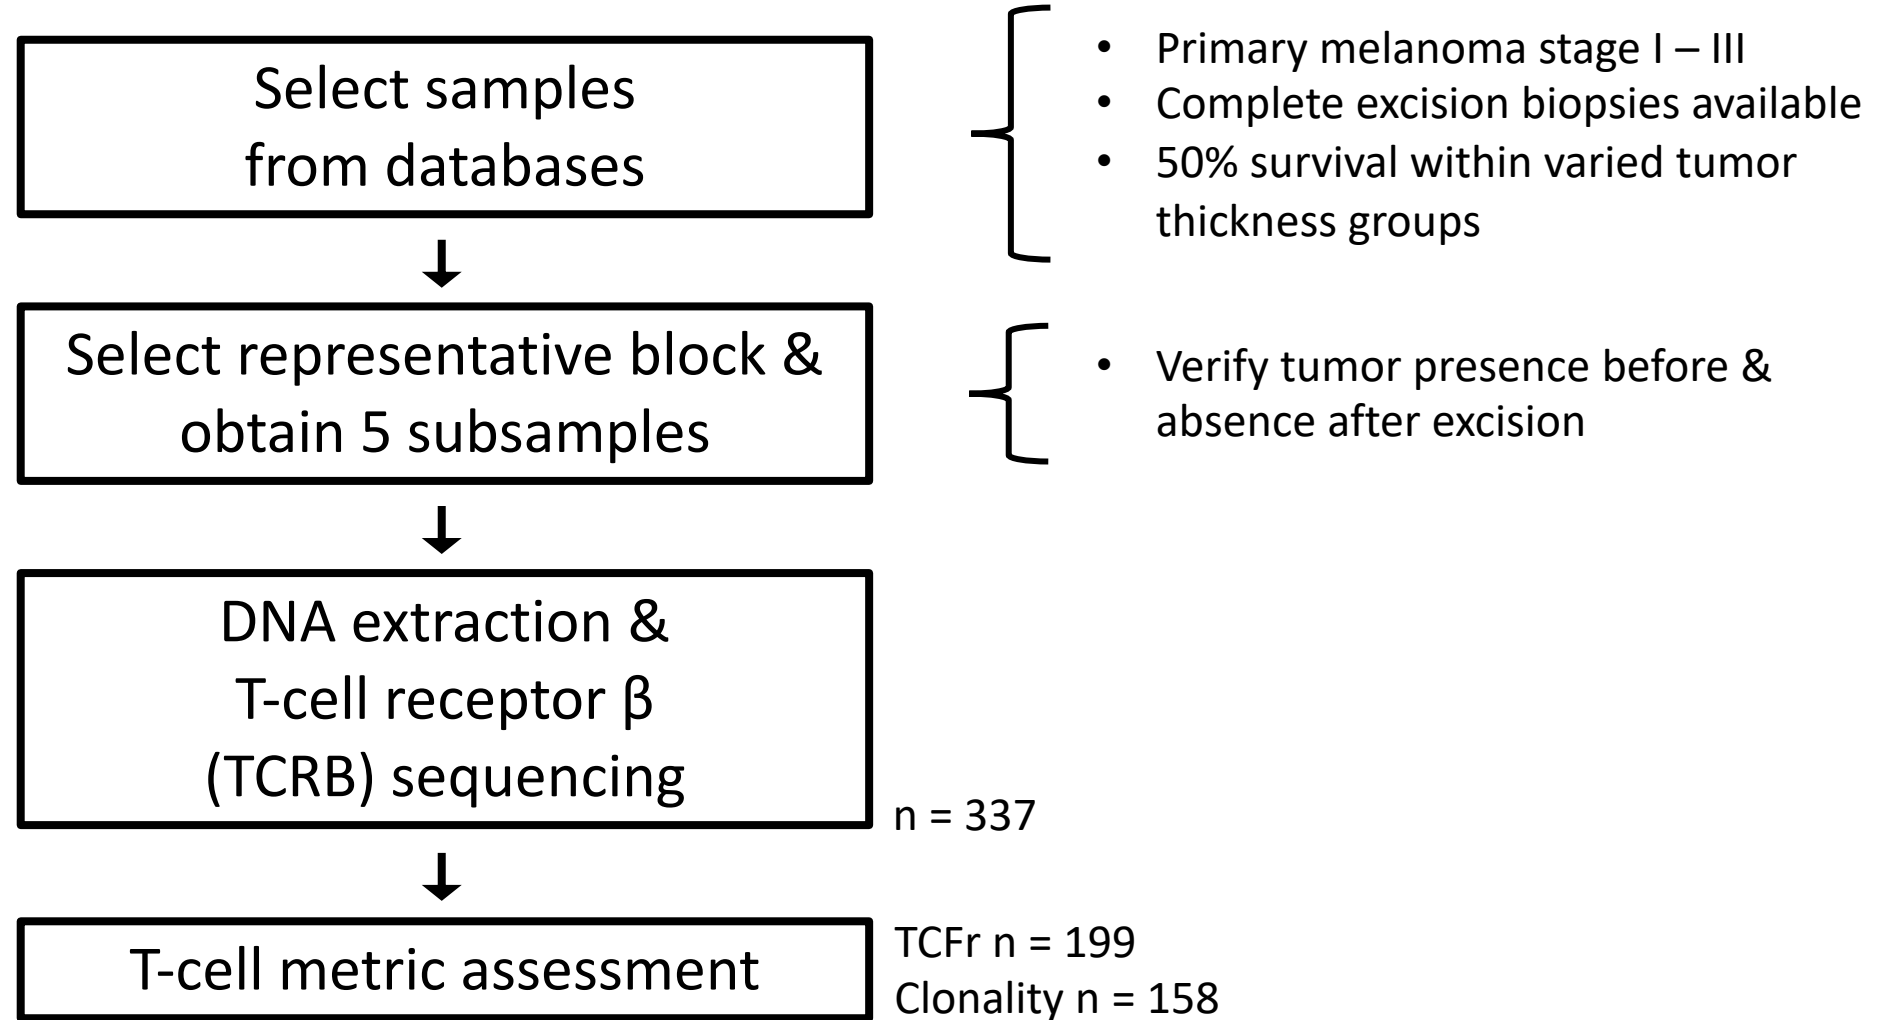 Select samples
from databases
• Primary melanoma stage I – III
• Complete excision biopsies available
• 50% survival within varied tumor
thickness groups
Select representative block &
obtain 5 subsamples
• Verify tumor presence before &
absence after excision
DNA extraction &
T-cell receptor β
(TCRB) sequencing
n = 337
T-cell metric assessment
TCFr n = 199
Clonality n = 158